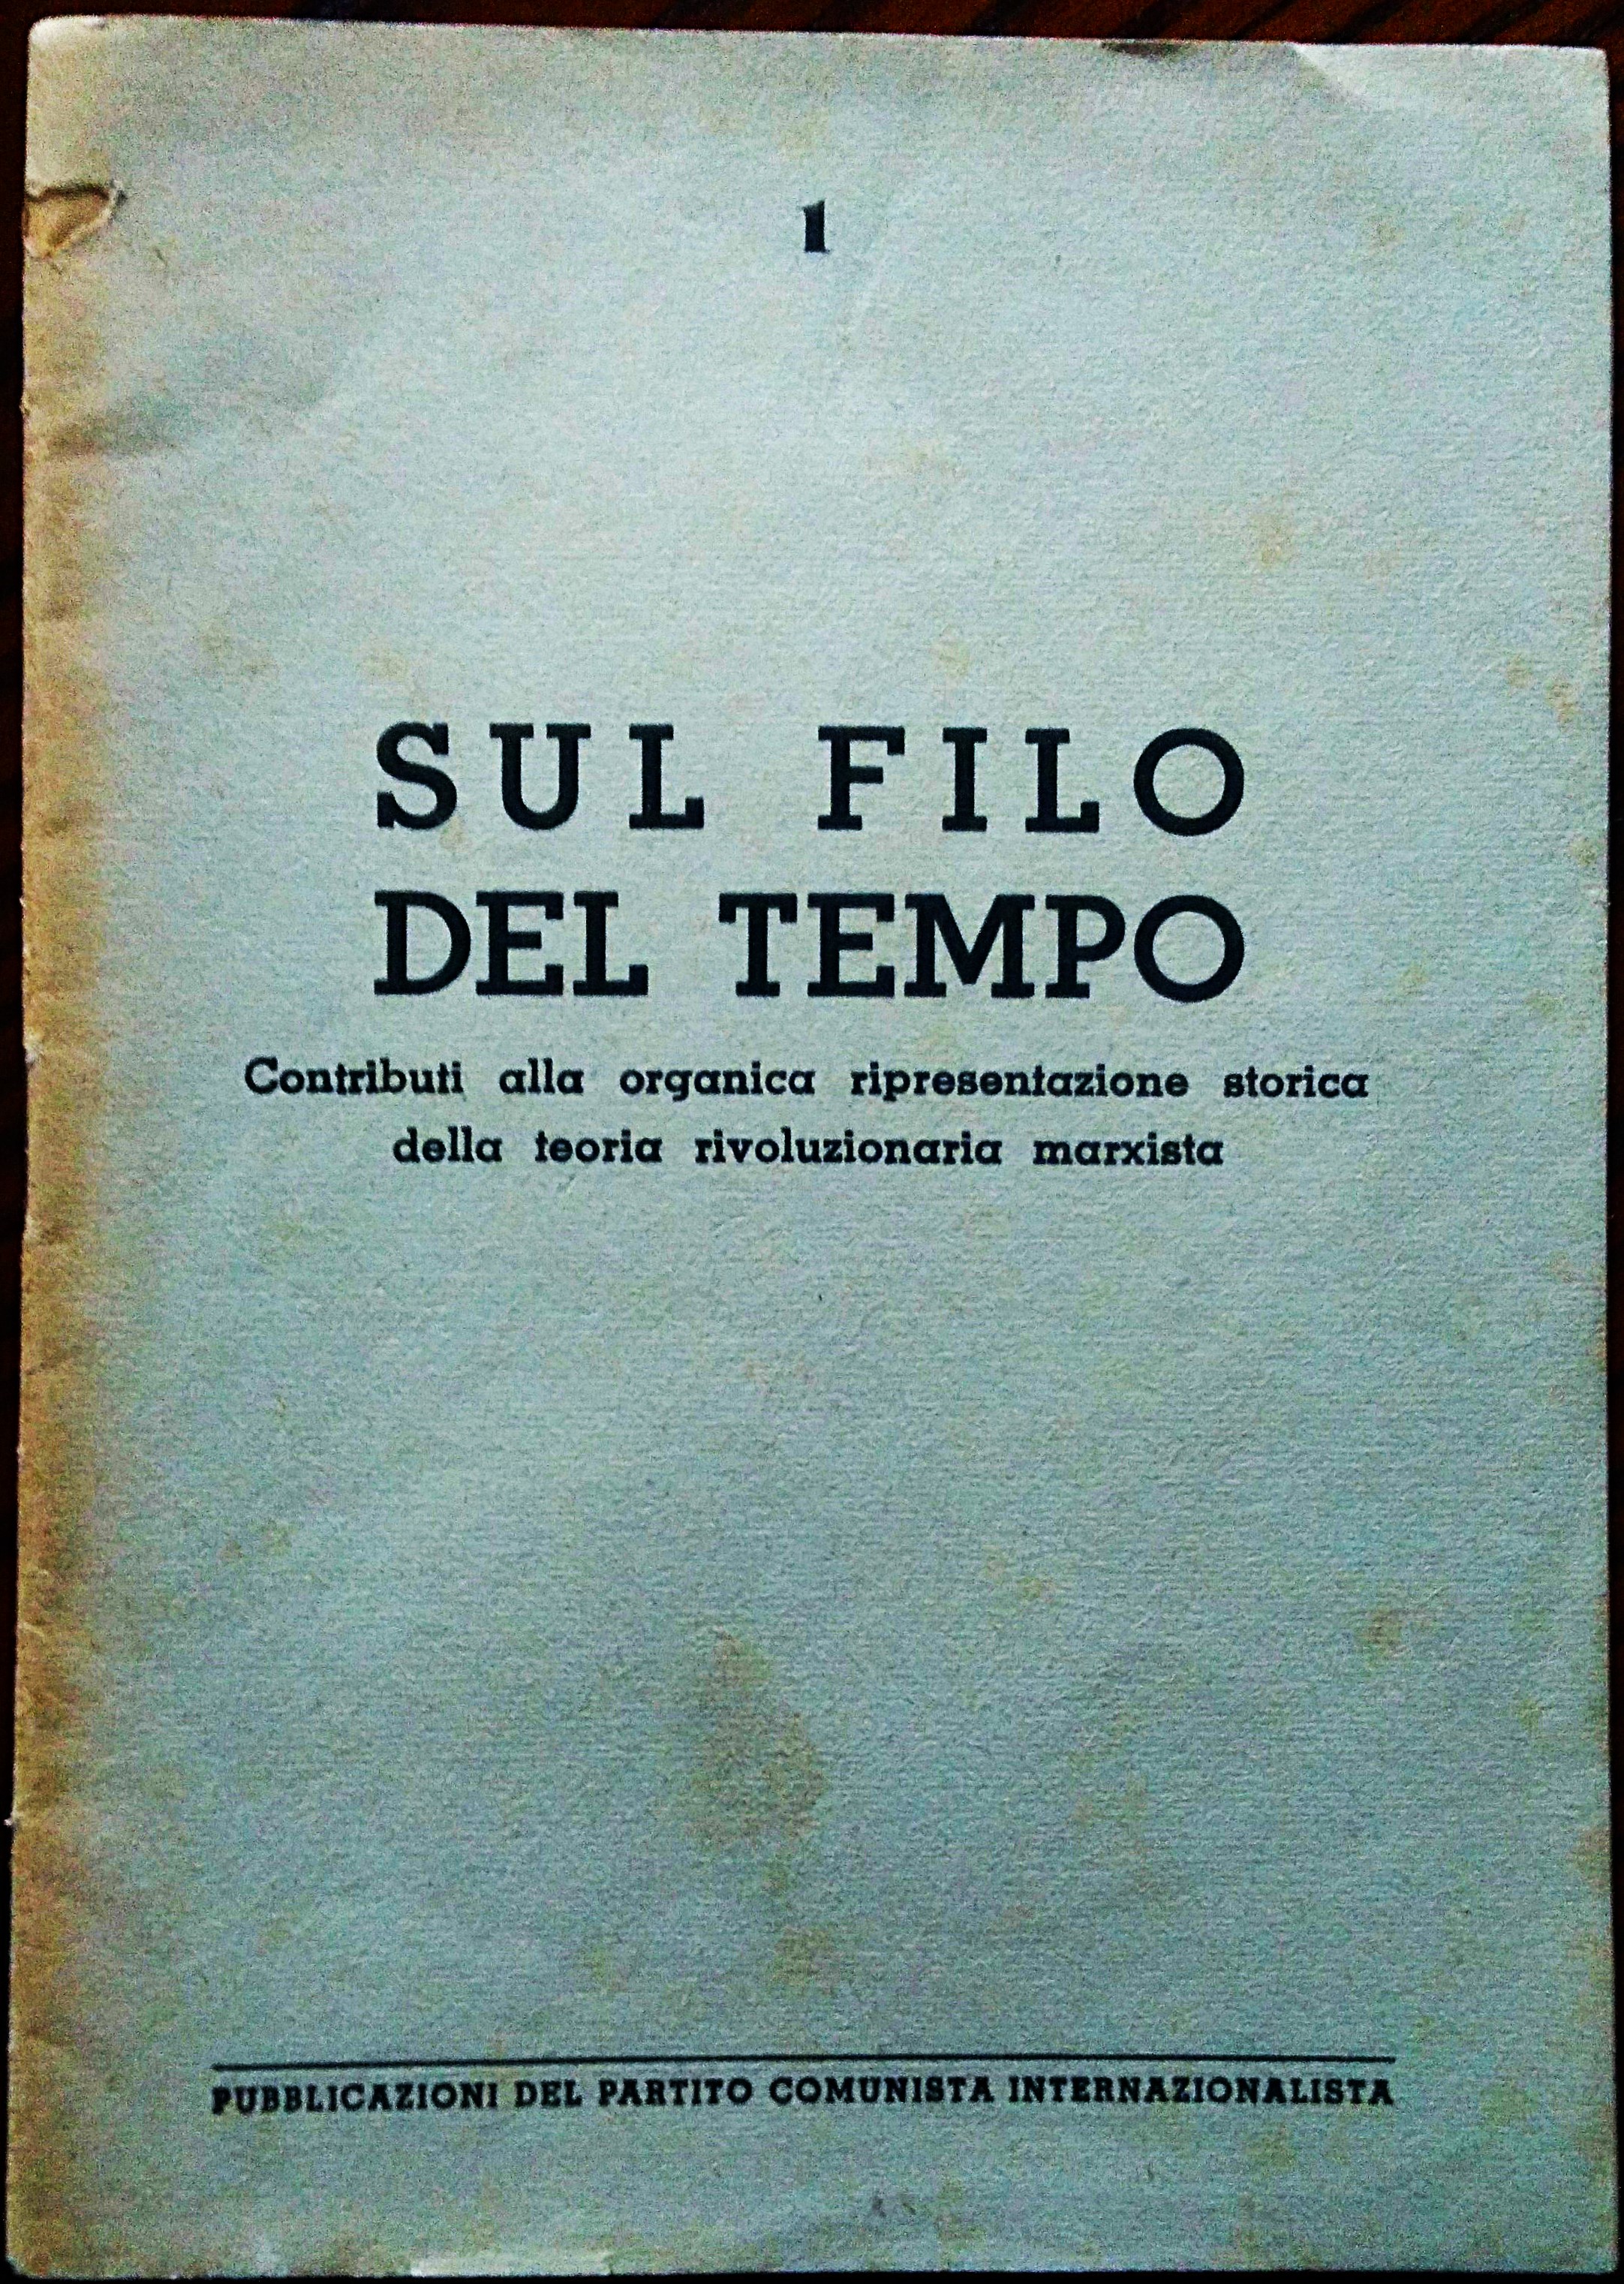 1
SUL FILO
DEL TEMPO
Contributi alla organica ripresentazione storica
della teoria rivoluzionaria marxista
PUBBLICAZIONI DEL PARTITO COMUNISTA INTERNAZIONALISTA